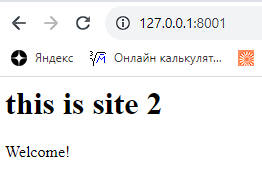 127.0.0.1:8001
Яндекс
Онлайн калькулят...
this is site 2
Welcome!